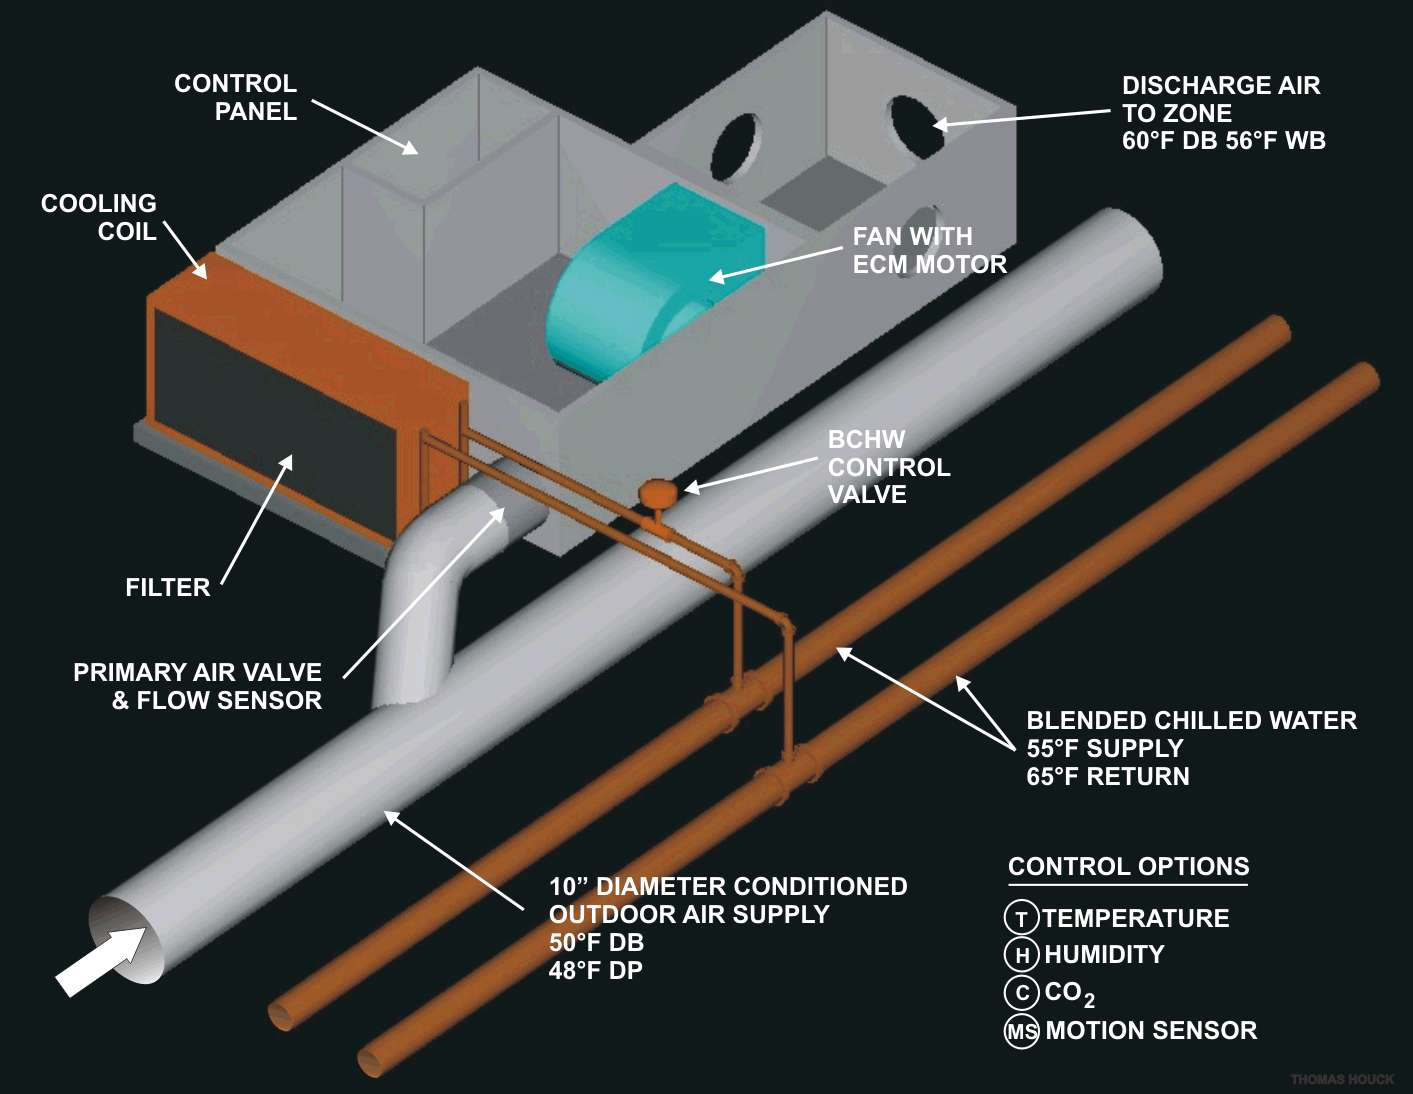 CONTROL
PANEL
DISCHARGE AIR
TO ZONE
60°F DB 56°F WB
COOLING
COIL
FAN WITH
ECM MOTOR
BCHW
CONTROL
VALVE
FILTER
PRIMARY AIR VALVE
& FLOW SENSOR
BLENDED CHILLED WATER
55°F SUPPLY
65°F RETURN
10” DIAMETER CONDITIONED
OUTDOOR AIR SUPPLY
50°F DB
48°F DP
CONTROL OPTIONS
T TEMPERATURE
H HUMIDITY
C CO2
MS MOTION SENSOR
THOMAS HOUCK